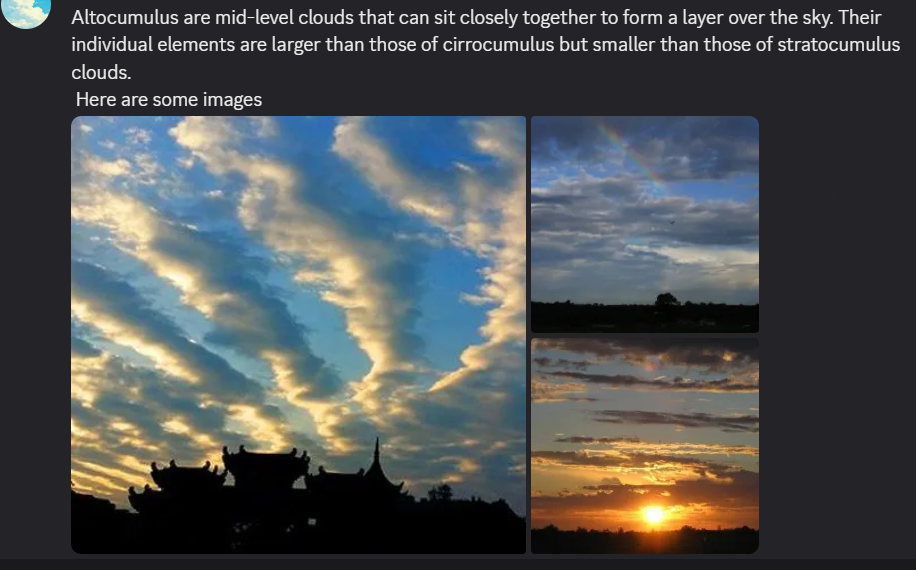 Altocumulus are mid-level clouds that can sit closely together to form a layer over the sky. Their
individual elements are larger than those of cirrocumulus but smaller than those of stratocumulus
clouds.
Here are some images